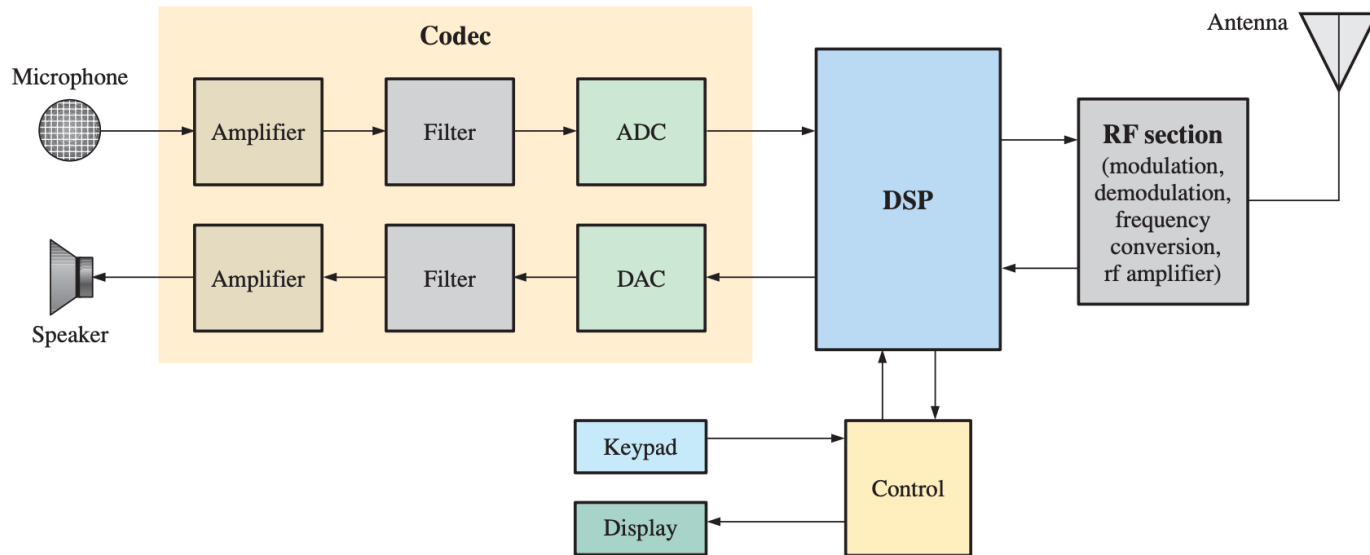 Codec
Antenna
Microphone
Amplifier
Filter
ADC
DSP
RF section
(modulation,
demodulation,
frequency
conversion,
rf amplifier)
Amplifier
Filter
DAC
Speaker
Keypad
Control
Display